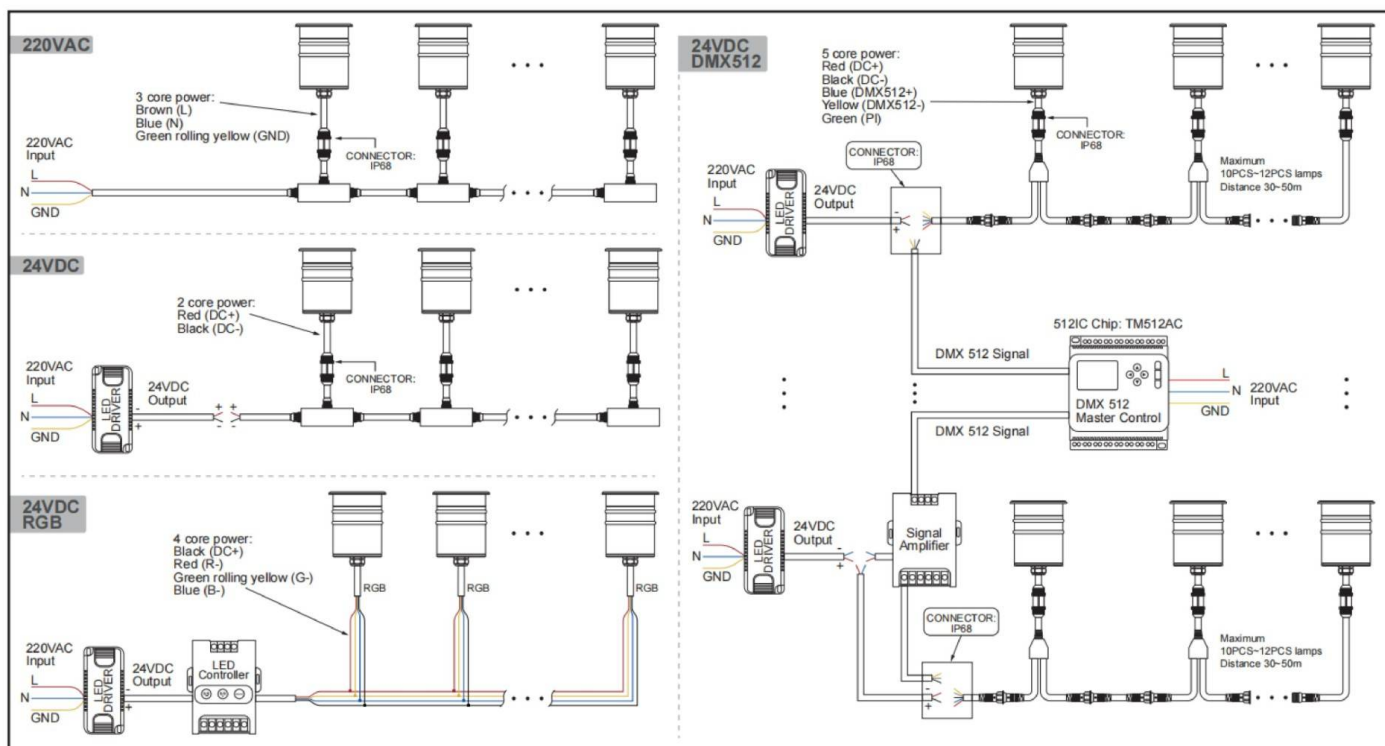 220VAC
3 core power:
Brown (L)
Blue (N)
Green rolling yellow (GND)
220VAC
Input
L
N
GND
CONNECTOR:
IP68
24VDC
2 core power:
Red (DC+)
Black (DC-)
220VAC
Input
L
N
GND
LED
DRIVER
24VDC
Output
-
+
+ +
- -
CONNECTOR:
IP68
24VDC
RGB
4 core power:
Black (DC+)
Red (R-)
Green rolling yellow (G-)
Blue (B-)
RGB
RGB
RGB
220VAC
Input
L
N
GND
LED
DRIVER
24VDC
Output
-
+
LED
Controller
24VDC
DMX512
5 core power:
Red (DC+)
Black (DC-)
Blue (DMX512+)
Yellow (DMX512-)
Green (PI)
CONNECTOR:
IP68
CONNECTOR:
IP68
220VAC
Input
L
N
GND
LED
DRIVER
24VDC
Output
-
+
Maximum
10PCS~12PCS lamps
Distance 30~50m
512IC Chip: TM512AC
DMX 512 Signal
DMX 512
Master Control
L
N
GND
220VAC
Input
DMX 512 Signal
220VAC
Input
L
N
GND
LED
DRIVER
24VDC
Output
-
+
Signal
Amplifier
CONNECTOR:
IP68
-
+
Maximum
10PCS~12PCS lamps
Distance 30~50m